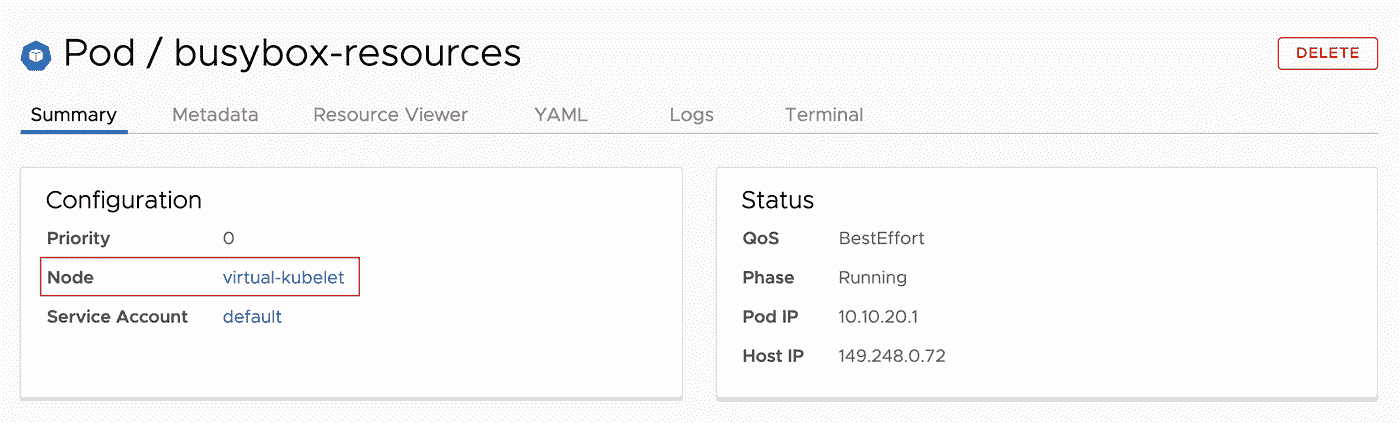 Pod / busybox-resources
DELETE
Summary Metadata Resource Viewer YAML Logs Terminal
Configuration
Priority 0
Node virtual-kubelet
Service Account default
Status
QoS BestEffort
Phase Running
Pod IP 10.10.20.1
Host IP 149.248.0.72